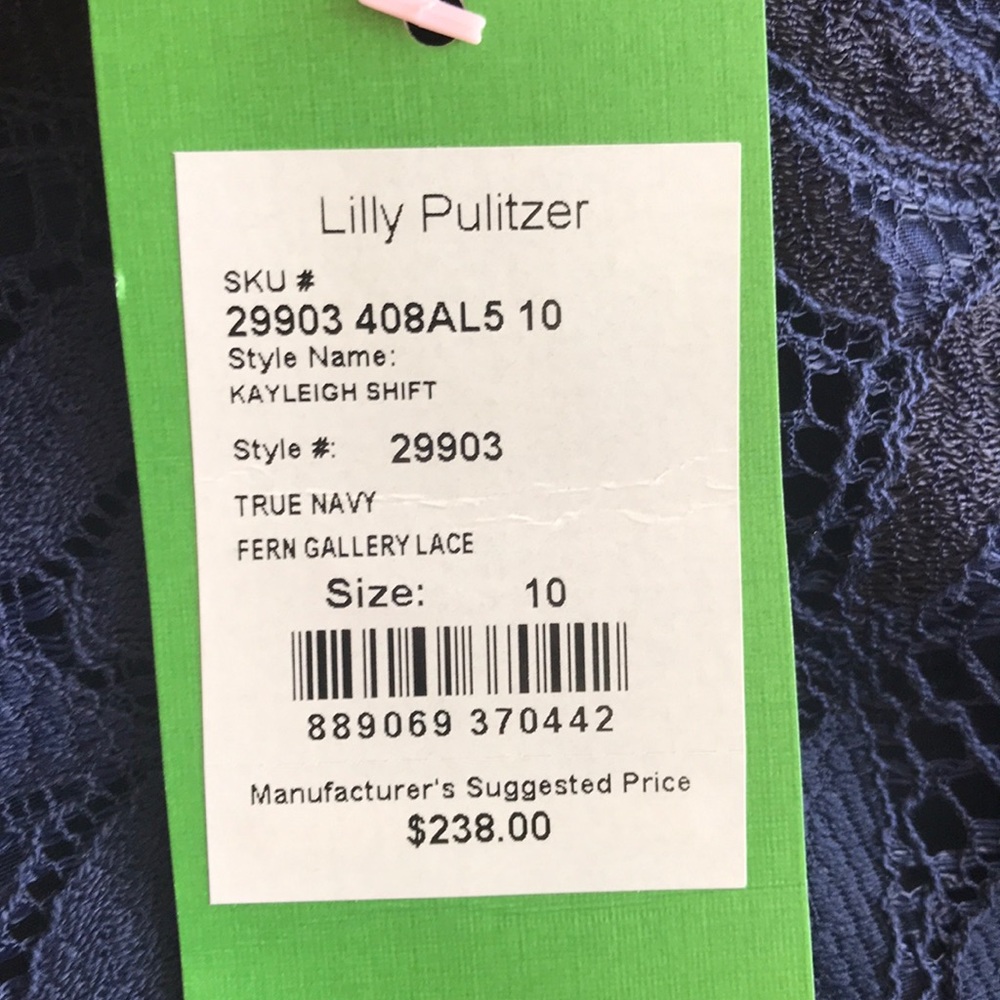 Lilly Pulitzer
SKU #
29903 408AL5 10
Style Name:
KAYLEIGH SHIFT
Style #: 29903
TRUE NAVY
FERN GALLERY LACE
Size: 10
889069 370442
Manufacturer's Suggested Price
$238.00